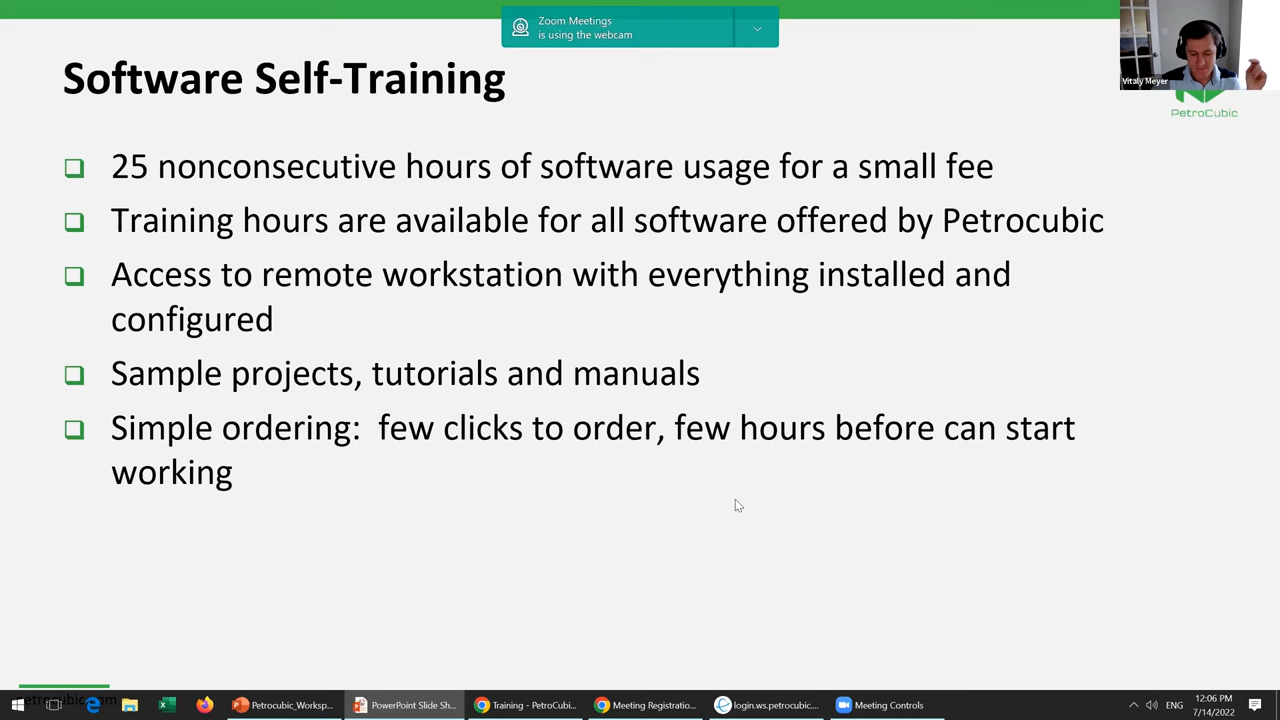 Zoom Meetings
is using the webcam
Software Self-Training
Vitaly Meyer
PetroCubic
25 nonconsecutive hours of software usage for a small fee
Training hours are available for all software offered by Petrocubic
Access to remote workstation with everything installed and
configured
Sample projects, tutorials and manuals
Simple ordering: few clicks to order, few hours before can start
working
petrocubic.com
Petrocubic_Worksp...
PowerPoint Slide Sh...
Training - PetroCubi...
Meeting Registratio...
login.ws.petrocubic....
Meeting Controls
ENG
12:06 PM
7/14/2022